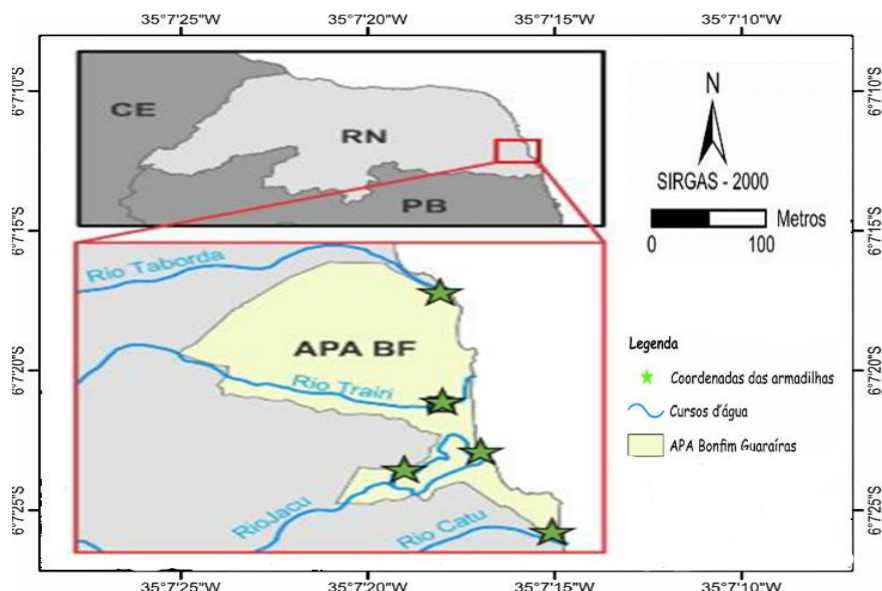 35°7'25"W 35°7'20"W 35°7'15"W 35°7'10"W
6°7'10"S 6°7'10"S
6°7'15"S 6°7'15"S
6°7'20"S 6°7'20"S
6°7'25"S 6°7'25"S
CE
RN
PB
N
SIRGAS - 2000
Metros
0 100
Rio Taborda
APA BF
Rio Trairi
RioJacu
Rio Catu
Legenda
Coordenadas das armadilhas
Cursos d'água
APA Bonfim Guaraíras
35°7'25"W 35°7'20"W 35°7'15"W 35°7'10"W